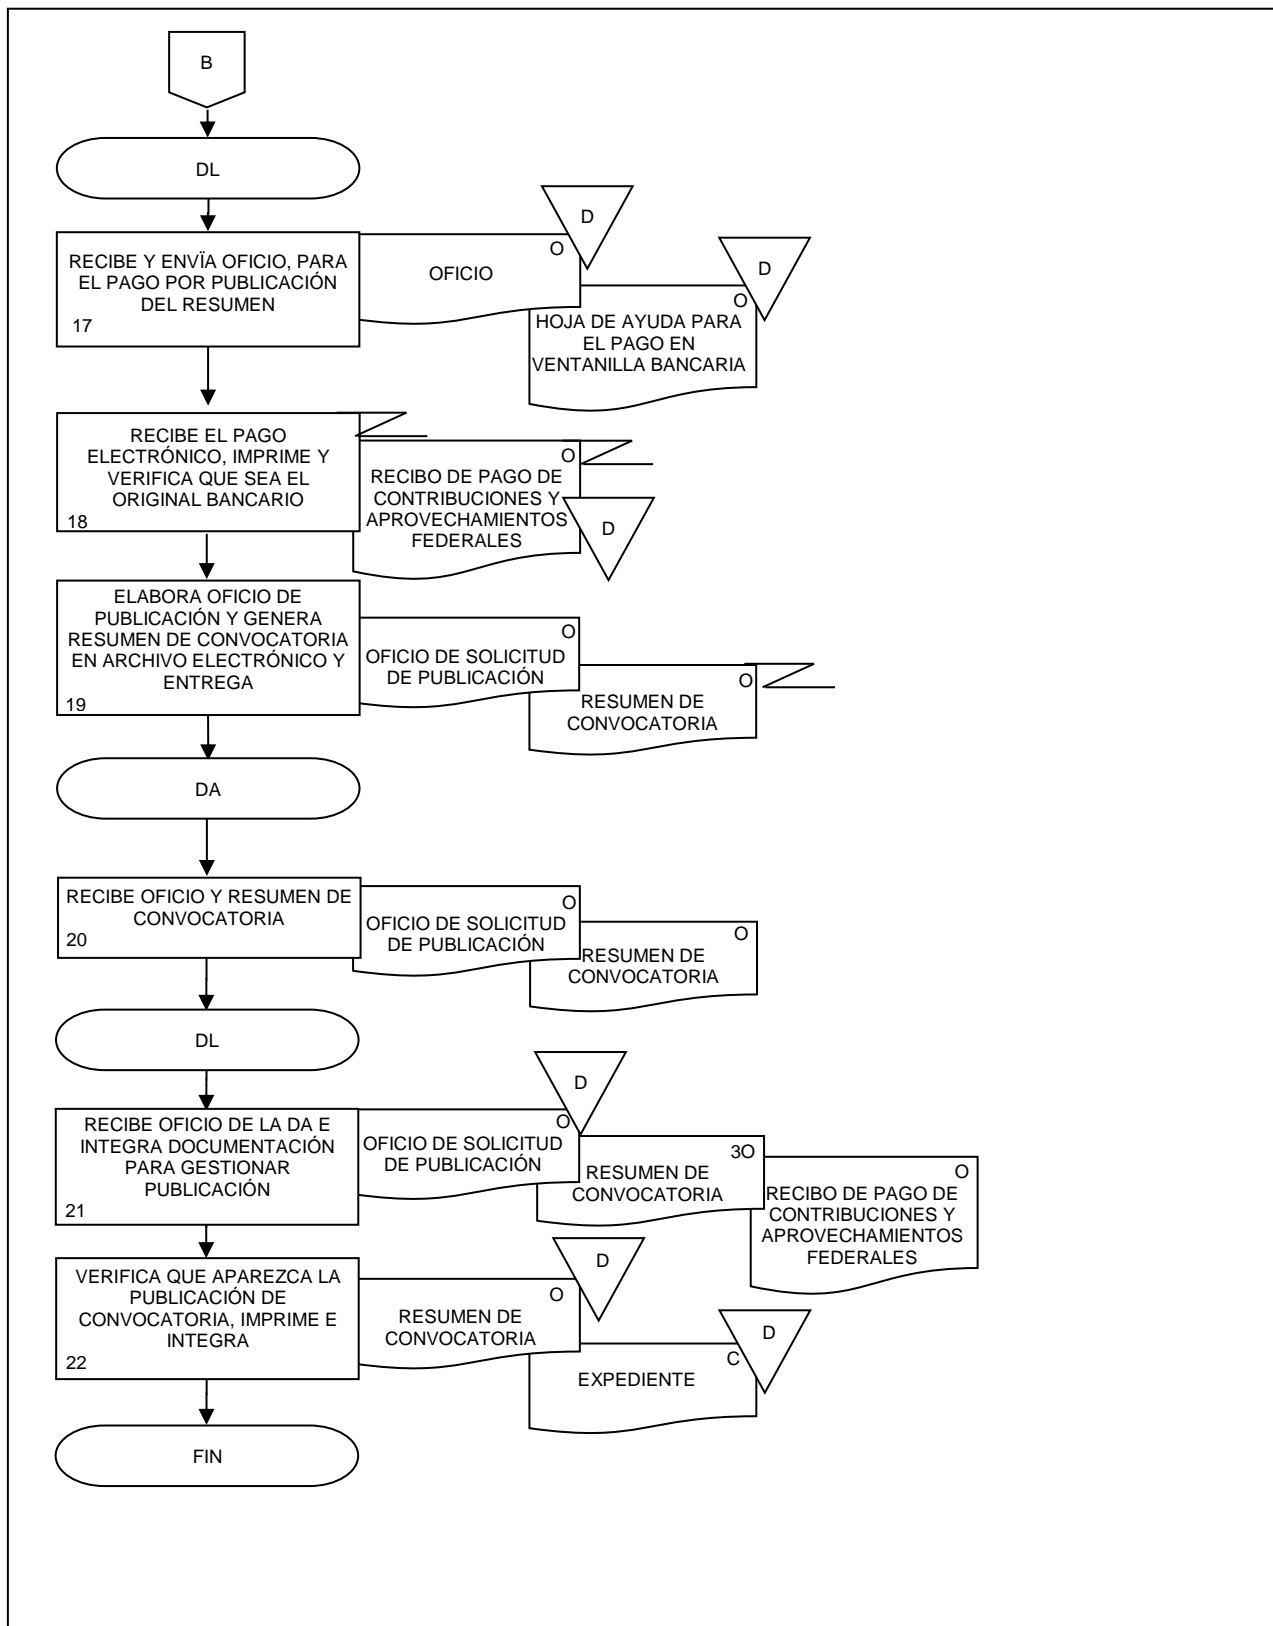 B
DL
RECIBE Y ENVÏA OFICIO, PARA
EL PAGO POR PUBLICACIÓN
DEL RESUMEN
17
O
OFICIO
D
O
HOJA DE AYUDA PARA
EL PAGO EN
VENTANILLA BANCARIA
D
RECIBE EL PAGO
ELECTRÓNICO, IMPRIME Y
VERIFICA QUE SEA EL
ORIGINAL BANCARIO
18
O
RECIBO DE PAGO DE
CONTRIBUCIONES Y
APROVECHAMIENTOS
FEDERALES
D
ELABORA OFICIO DE
PUBLICACIÓN Y GENERA
RESUMEN DE CONVOCATORIA
EN ARCHIVO ELECTRÓNICO Y
ENTREGA
19
O
OFICIO DE SOLICITUD
DE PUBLICACIÓN
O
RESUMEN DE
CONVOCATORIA
DA
RECIBE OFICIO Y RESUMEN DE
CONVOCATORIA
20
O
OFICIO DE SOLICITUD
DE PUBLICACIÓN
O
RESUMEN DE
CONVOCATORIA
DL
RECIBE OFICIO DE LA DA E
INTEGRA DOCUMENTACIÓN
PARA GESTIONAR
PUBLICACIÓN
21
D
O
OFICIO DE SOLICITUD
DE PUBLICACIÓN
3O
RESUMEN DE
CONVOCATORIA
O
RECIBO DE PAGO DE
CONTRIBUCIONES Y
APROVECHAMIENTOS
FEDERALES
VERIFICA QUE APAREZCA LA
PUBLICACIÓN DE
CONVOCATORIA, IMPRIME E
INTEGRA
22
D
O
RESUMEN DE
CONVOCATORIA
D
C
EXPEDIENTE
FIN